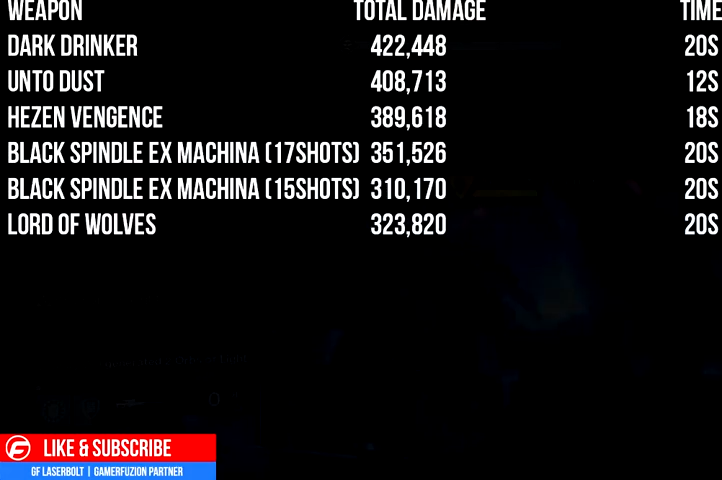 WEAPON TOTAL DAMAGE TIME
DARK DRINKER 422,448 20S
UNTO DUST 408,713 12S
HEZEN VENGENCE 389,618 18S
BLACK SPINDLE EX MACHINA (17SHOTS) 351,526 20S
BLACK SPINDLE EX MACHINA (15SHOTS) 310,170 20S
LORD OF WOLVES 323,820 20S
LIKE & SUBSCRIBE
GF LASERBOLT | GAMERFUZION PARTNER